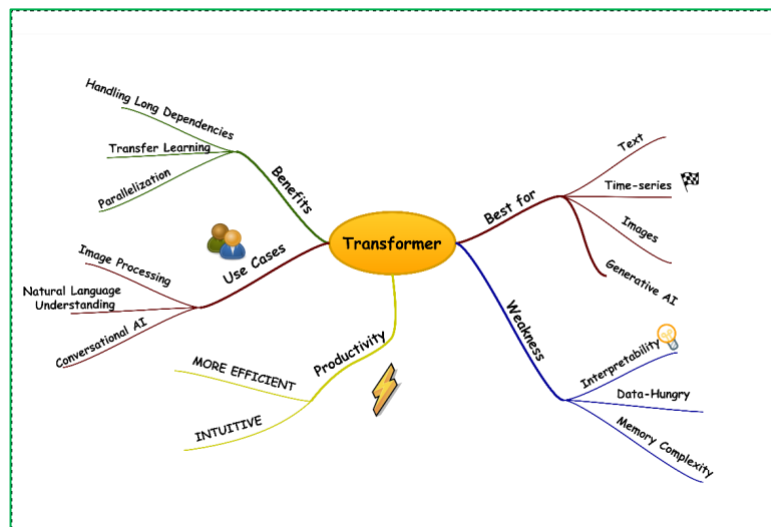 Transformer
Benefits
Handling Long Dependencies
Transfer Learning
Parallelization
Use Cases
Image Processing
Natural Language
Understanding
Conversational AI
Productivity
MORE EFFICIENT
INTUITIVE
Best for
Text
Time-series
Images
Generative AI
Weakness
Interpretability
Data-Hungry
Memory Complexity